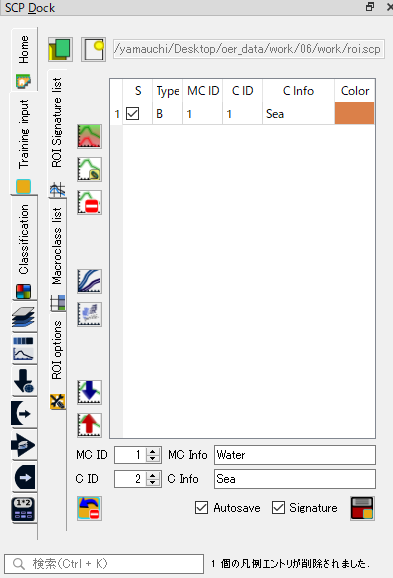 SCP Dock
Home
Training input
Classification
ROI Signature list
Macroclass list
ROI options
/yamauchi/Desktop/oer_data/work/06/work/roi.scp
S Type MC ID C ID C Info Color
1 B 1 1 Sea
MC ID 1 MC Info Water
C ID 2 C Info Sea
Autosave Signature
検索(Ctrl + K) 1 個の凡例エントリが削除されました.